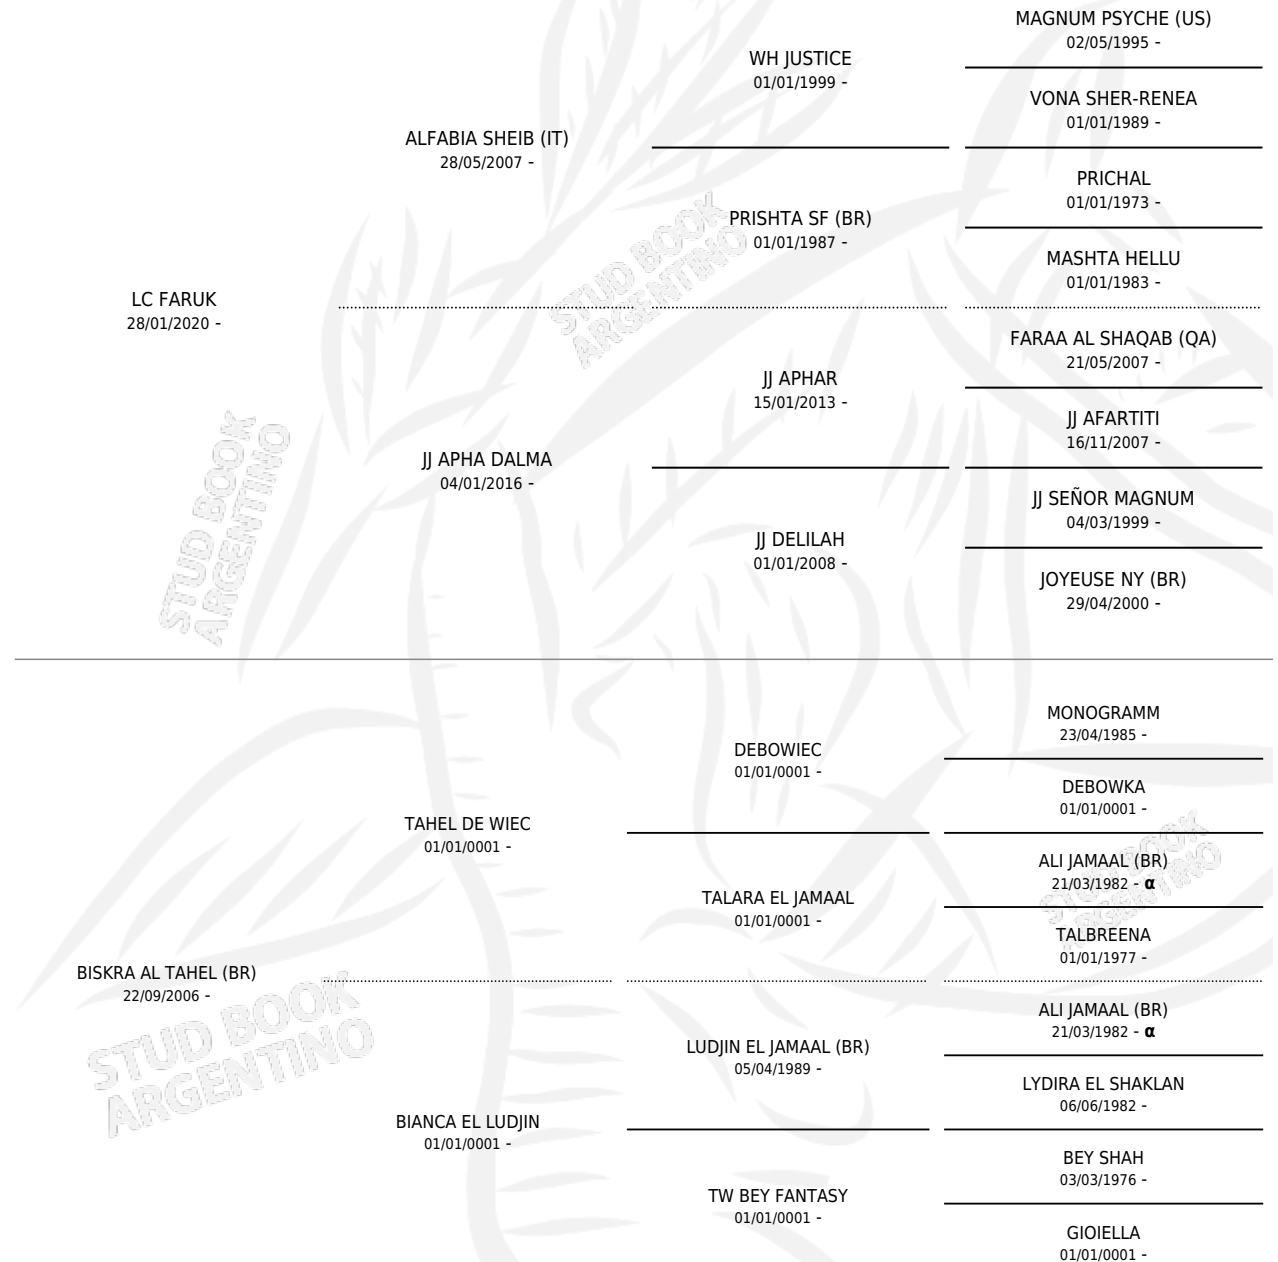 MAGNUM PSYCHE (US)
02/05/1995 -
WH JUSTICE
01/01/1999 -
VONA SHER-RENEA
01/01/1989 -
ALFABIA SHEIB (IT)
28/05/2007 -
PRICHAL
01/01/1973 -
PRISHTA SF (BR)
01/01/1987 -
MASHTA HELLU
01/01/1983 -
LC FARUK
28/01/2020 -
FARAA AL SHAQAB (QA)
21/05/2007 -
JJ APHAR
15/01/2013 -
JJ AFARTITI
16/11/2007 -
JJ APHA DALMA
04/01/2016 -
JJ SEÑOR MAGNUM
04/03/1999 -
JJ DELILAH
01/01/2008 -
JOYEUSE NY (BR)
29/04/2000 -
MONOGRAMM
23/04/1985 -
DEBOWIEC
01/01/0001 -
DEBOWKA
01/01/0001 -
TAHEL DE WIEC
01/01/0001 -
ALI JAMAAL (BR)
21/03/1982 - α
TALARA EL JAMAAL
01/01/0001 -
TALBREENA
01/01/1977 -
BISKRA AL TAHEL (BR)
22/09/2006 -
ALI JAMAAL (BR)
21/03/1982 - α
LUDJIN EL JAMAAL (BR)
05/04/1989 -
LYDIRA EL SHAKLAN
06/06/1982 -
BIANCA EL LUDJIN
01/01/0001 -
BEY SHAH
03/03/1976 -
TW BEY FANTASY
01/01/0001 -
GIOIELLA
01/01/0001 -
STUD BOOK
ARGENTINO
STUD BOOK
ARGENTINO
STUD BOOK
ARGENTINO
STUD BOOK
ARGENTINO